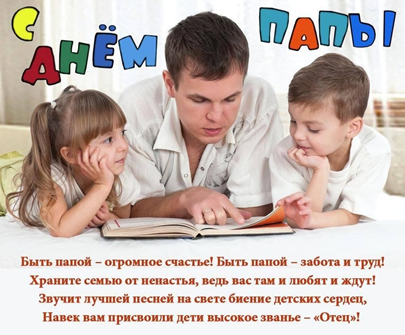 С ДНЁМ ПАПЫ
Быть папой – огромное счастье! Быть папой – забота и труд!
Храните семью от ненастья, ведь вас там и любят и ждут!
Звучит лучшей песней на свете биение детских сердец,
Навек вам присвоили дети высокое званье – «Отец»!